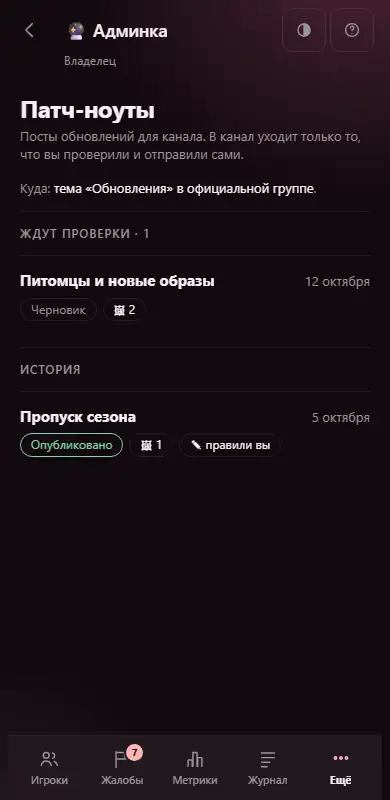 Админка
Владелец
Патч-ноуты
Посты обновлений для канала. В канал уходит только то,
что вы проверили и отправили сами.
Куда: тема «Обновления» в официальной группе.
ЖДУТ ПРОВЕРКИ · 1
Питомцы и новые образы
12 октября
Черновик
2
ИСТОРИЯ
Пропуск сезона
5 октября
Опубликовано
1
правили вы
7
Игроки
Жалобы
Метрики
Журнал
Ещё